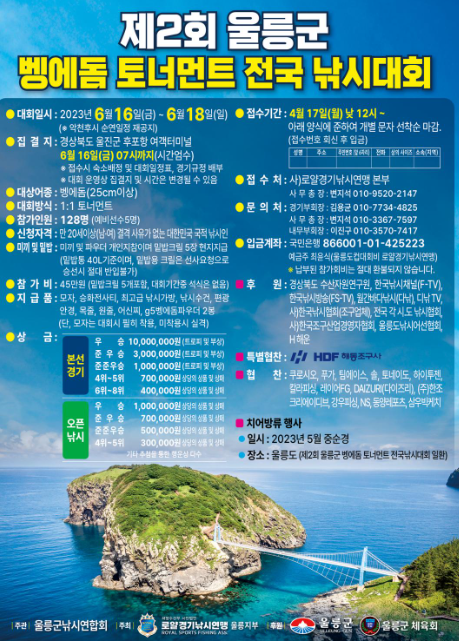 제2회 울릉군
벵에돔 토너먼트 전국 낚시대회
대회일시 : 2023년 6월 16일(금) ~ 6월 18일(일)
(※ 악천후시 순연일정 재공지)
집 결 지 : 경상북도 울진군 후포항 여객터미널
6월 16일(금) 07시까지(시간엄수)
※ 접수시 숙소배정 및 대회일정표, 경기규정 배부
※ 대회 운영상 집결지 및 시간은 변경될 수 있음
대상어종 : 벵에돔(25cm이상)
대회방식 : 1:1 토너먼트
참가인원 : 128명 (예비선수5명)
신청자격 : 만 20세이상(남·여) 결격 사유가 없는 대한민국 국적 낚시인
미끼 및 밑밥 : 미끼 및 파우더 개인지참이며 밑밥크릴 5장 현지지급
(밑밥통 40L기준이며, 밑밥용 크릴은 선사요청으로
승선시 절대 반입불가)
참 가 비 : 45만원 (밑밥크릴 5개포함, 대회기간중 석식은 없음)
지 급 품 : 모자, 승화전사티, 최고급 낚시가방, 낚시수건, 편광
안경, 목줄, 원줄, 어신찌, g5벵에돔파우더 2봉
(단, 모자는 대회시 필히 착용, 미착용시 실격)
상 금 :
본선
경기
우 승 10,000,000원 (트로피 및 부상)
준 우 승 3,000,000원 (트로피 및 부상)
준준우승 1,000,000원 (트로피 및 부상)
4위~5위 700,000원 상당의 상품 및 상패
6위~8위 400,000원 상당의 상품 및 상패
오픈
낚시
우 승 1,000,000원 상당의 상품 및 상패
준 우 승 700,000원 상당의 상품 및 상패
준준우승 500,000원 상당의 상품 및 상패
4위~5위 300,000원 상당의 상품 및 상패
기타 추첨을 통한 행운상 다수
접수기간 : 4월 17일(월) 낮 12시 ~
아래 양식에 준하여 개별 문자 선착순 마감.
(접수번호 회신 후 입금)
성명 주소 전화 소속(지역)
접 수 처 : 사)로얄경기낚시연맹 본부
사 무 총 장 : 변지석 010-9520-2147
문 의 처 : 경기부회장 : 김용균 010-7734-4825
사 무 총 장 : 변지석 010-3367-7597
내무부회장 : 이진구 010-3570-7417
입금계좌 : 국민은행 866001-01-425223
예금주 최윤식(울릉도컵대회비 로얄경기낚시연맹)
※ 납부된 참가회비는 절대 환불되지 않습니다.
후 원 : 경상북도 수산자원연구원, 한국낚시채널(F-TV),
한국낚시방송(FS-TV), 월간바다낚시(다낚), 다낚 TV,
사)한국낚시협회(조구업체), 전국 각 시.도 낚시협회,
사)한국조구산업경영자협회, 울릉도낚시어선협회,
H 해운
특별협찬 : HDF 해동조구사
협 찬 : 쿠로시오, 루가, 팀에이스, 솔, 토네이도, 하이투젠,
칼라피싱, 레이어FG, DAIZUR(다이즈리), (주)한조
크리에이티브, 강우피싱, NS, 동양테포츠, 삼우빅케치
치어방류 행사
일시 : 2023년 5월 중순경
장소 : 울릉도 (제2회 울릉군 벵에돔 토너먼트 전국낚시대회 일환)
주관 울릉군낚시연합회 주최 로얄경기낚시연맹 울릉지부 후원 울릉군 울릉군 체육회
ROYAL SPORTS FISHING ASS.